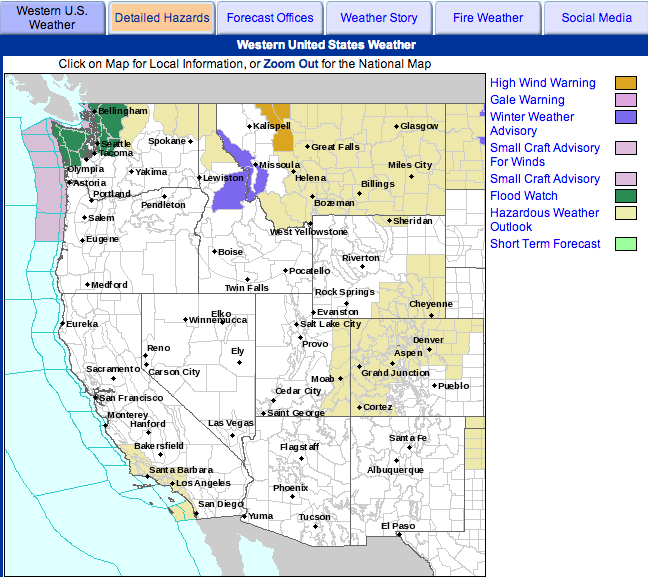 Western U.S.
Weather
Detailed Hazards
Forecast Offices
Weather Story
Fire Weather
Social Media
Western United States Weather
Click on Map for Local Information, or Zoom Out for the National Map
High Wind Warning
Gale Warning
Winter Weather
Advisory
Small Craft Advisory
For Winds
Small Craft Advisory
Flood Watch
Hazardous Weather
Outlook
Short Term Forecast
Bellingham
Kalispell
Glasgow
Seattle
Spokane
Great Falls
Tacoma
Olympia
Yakima
Missoula
Miles City
Lewiston
Helena
Astoria
Billings
Portland
Pendleton
Bozeman
Salem
Sheridan
West Yellowstone
Eugene
Boise
Riverton
Pocatello
Medford
Twin Falls
Rock Springs
Cheyenne
Elko
Evanston
Eureka
Winnemucca
Salt Lake City
Provo
Denver
Reno
Ely
Aspen
Sacramento
Carson City
Grand Junction
Moab
Pueblo
San Francisco
Cedar City
Cortez
Monterey
Saint George
Hanford
Las Vegas
Santa Fe
Bakersfield
Flagstaff
Santa Barbara
Albuquerque
Los Angeles
Phoenix
San Diego
Yuma
Tucson
El Paso